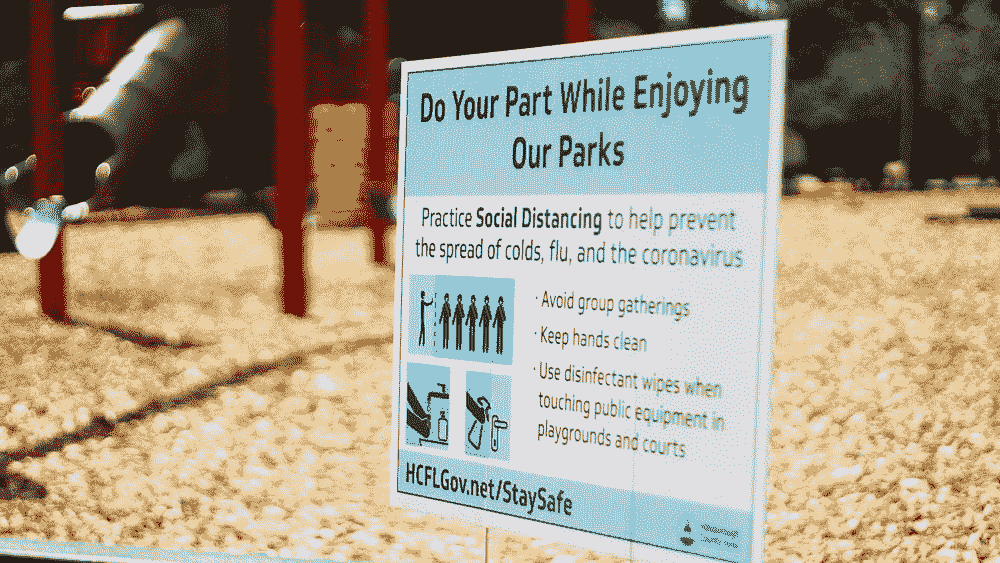 Do Your Part While Enjoying
Our Parks
Practice Social Distancing to help prevent
the spread of colds, flu, and the coronavirus
· Avoid group gatherings
· Keep hands clean
· Use disinfectant wipes when
touching public equipment in
playgrounds and courts
HCFLGov.net/StaySafe
Hillsborough